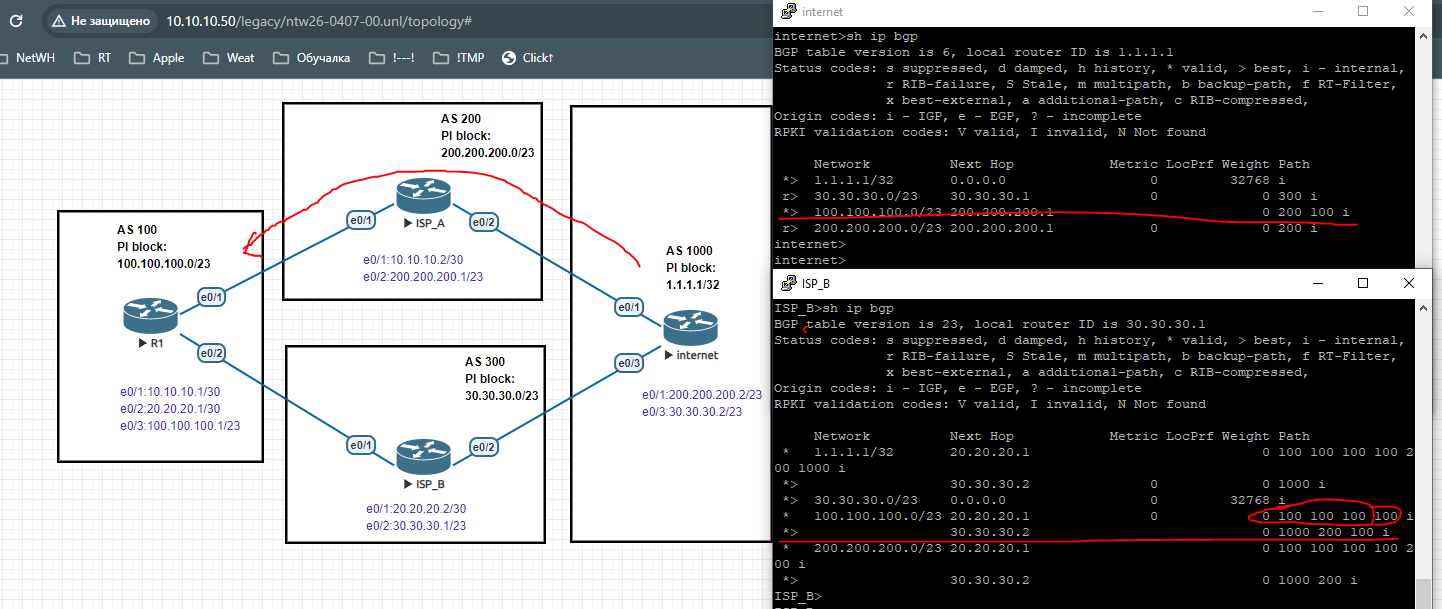 Не защищено 10.10.10.50/legacy/ntw26-0407-00.unl/topology#
NetWH RT Apple Weat Обучалка !---! !TMP Click↑
AS 200
PI block:
200.200.200.0/23
e0/1
e0/2
ISP_A
e0/1:10.10.10.2/30
e0/2:200.200.200.1/23
AS 100
PI block:
100.100.100.0/23
e0/1
R1
e0/2
e0/1:10.10.10.1/30
e0/2:20.20.20.1/30
e0/3:100.100.100.1/23
AS 300
PI block:
30.30.30.0/23
e0/1
e0/2
ISP_B
e0/1:20.20.20.2/30
e0/2:30.30.30.1/23
AS 1000
PI block:
1.1.1.1/32
e0/1
internet
e0/3
e0/1:200.200.200.2/23
e0/3:30.30.30.2/23
internet
internet>sh ip bgp
BGP table version is 6, local router ID is 1.1.1.1
Status codes: s suppressed, d damped, h history, * valid, > best, i - internal,
r RIB-failure, S Stale, m multipath, b backup-path, f RT-Filter,
x best-external, a additional-path, c RIB-compressed,
Origin codes: i - IGP, e - EGP, ? - incomplete
RPKI validation codes: V valid, I invalid, N Not found
Network Next Hop Metric LocPrf Weight Path
*> 1.1.1.1/32 0.0.0.0 0 32768 i
r> 30.30.30.0/23 30.30.30.1 0 0 300 i
*> 100.100.100.0/23 200.200.200.1 0 200 100 i
r> 200.200.200.0/23 200.200.200.1 0 0 200 i
internet>
internet>
ISP_B
ISP_B>sh ip bgp
BGP table version is 23, local router ID is 30.30.30.1
Status codes: s suppressed, d damped, h history, * valid, > best, i - internal,
r RIB-failure, S Stale, m multipath, b backup-path, f RT-Filter,
x best-external, a additional-path, c RIB-compressed,
Origin codes: i - IGP, e - EGP, ? - incomplete
RPKI validation codes: V valid, I invalid, N Not found
Network Next Hop Metric LocPrf Weight Path
* 1.1.1.1/32 20.20.20.1 0 100 100 100 100 2
00 1000 i
*> 30.30.30.2 0 0 1000 i
*> 30.30.30.0/23 0.0.0.0 0 32768 i
* 100.100.100.0/23 20.20.20.1 0 0 100 100 100 100 i
*> 30.30.30.2 0 1000 200 100 i
* 200.200.200.0/23 20.20.20.1 0 100 100 100 100 2
00 i
*> 30.30.30.2 0 1000 200 i
ISP_B>